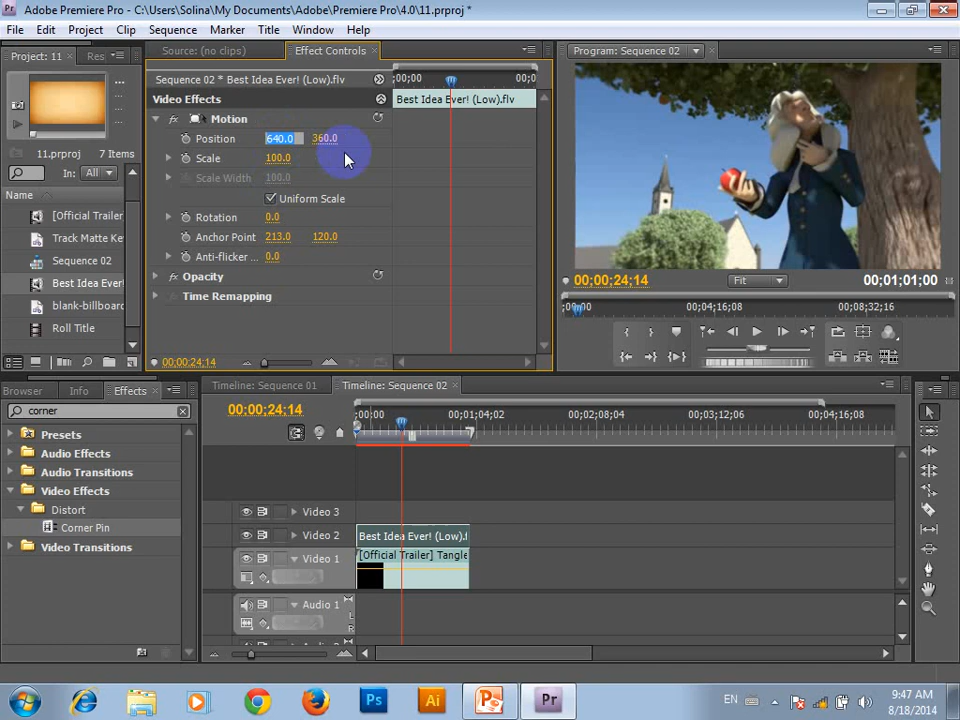 Pr Adobe Premiere Pro - C:\Users\Solina\My Documents\Adobe\Premiere Pro\4.0\11.prproj *
File Edit Project Clip Sequence Marker Title Window Help
Project: 11 Res
Source: (no clips) Effect Controls
Program: Sequence 02
Sequence 02 * Best Idea Ever! (Low).flv
;00;00 00;0
Video Effects
Best Idea Ever! (Low).flv
fx Motion
Position 640.0 360.0
Scale 100.0
Scale Width 100.0
Uniform Scale
Rotation 0.0
Anchor Point 213.0 120.0
Anti-flicker ... 0.0
fx Opacity
Time Remapping
00;00;24;14
11.prproj 7 Items
In: All
Name
[Official Trailer
Track Matte Ke
Sequence 02
Best Idea Ever!
blank-billboard
Roll Title
00;00;24;14 Fit 00;01;01;00
;00;00 00;04;16;08 00;08;32;16
Browser Info Effects
corner
Presets
Audio Effects
Audio Transitions
Video Effects
Distort
Corner Pin
Video Transitions
Timeline: Sequence 01 Timeline: Sequence 02
00;00;24;14
;00;00 00;01;04;02 00;02;08;04 00;03;12;06 00;04;16;08
Video 3
Video 2 Best Idea Ever! (Low).f
Video 1 [Official Trailer] Tangle
Audio 1
L
R
Ps Ai P Pr
EN
9:47 AM
8/18/2014